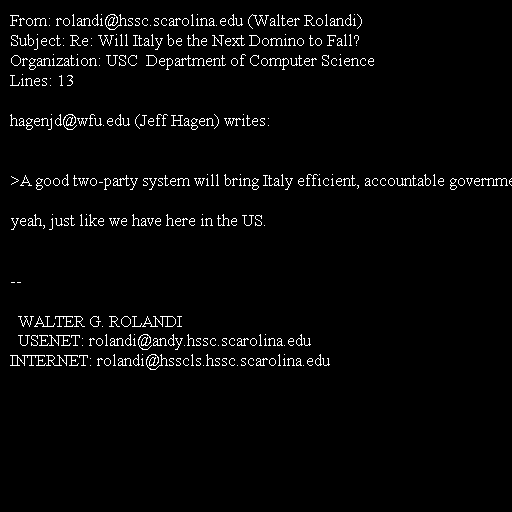 From: rolandi@hssc.scarolina.edu (Walter Rolandi)
Subject: Re: Will Italy be the Next Domino to Fall?
Organization: USC  Department of Computer Science
Lines: 13
hagenjd@wfu.edu (Jeff Hagen) writes:
>A good two-party system will bring Italy efficient, accountable
yeah, just like we have here in the US.
--
WALTER G. ROLANDI
USENET: rolandi@andy.hssc.scarolina.edu
INTERNET: rolandi@hsscls.hssc.scarolina.edu